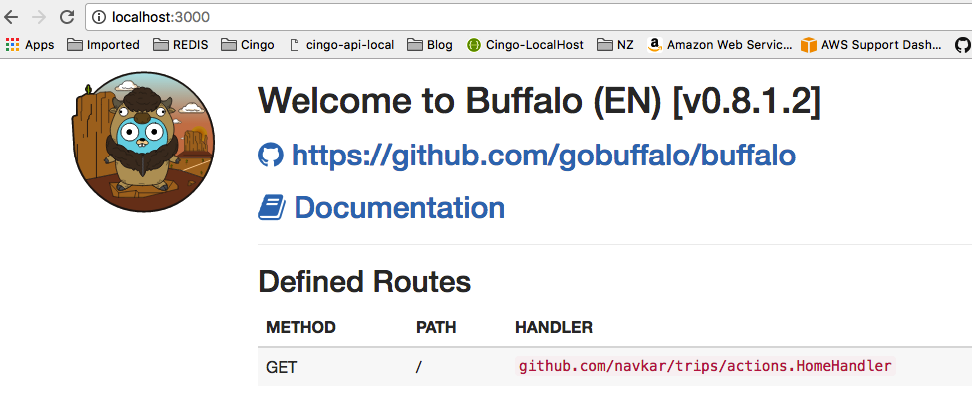 localhost:3000
Apps Imported REDIS Cingo cingo-api-local Blog Cingo-LocalHost NZ Amazon Web Servic... AWS Support Dash...
Welcome to Buffalo (EN) [v0.8.1.2]
https://github.com/gobuffalo/buffalo
Documentation
Defined Routes
METHOD PATH HANDLER
GET / github.com/navkar/trips/actions.HomeHandler